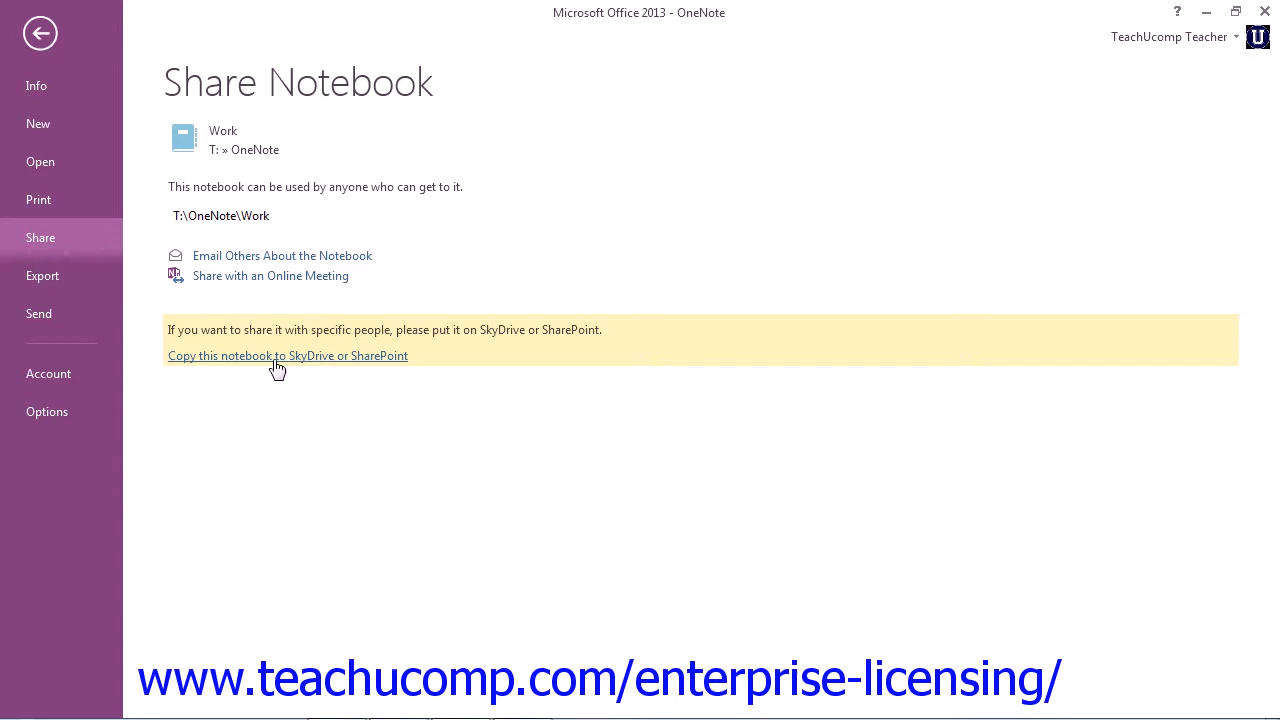 Microsoft Office 2013 - OneNote
?
TeachUcomp Teacher
U
Info
New
Open
Print
Share
Export
Send
Account
Options
Share Notebook
Work
T: » OneNote
This notebook can be used by anyone who can get to it.
T:\OneNote\Work
Email Others About the Notebook
Share with an Online Meeting
If you want to share it with specific people, please put it on SkyDrive or SharePoint.
Copy this notebook to SkyDrive or SharePoint
www.teachucomp.com/enterprise-licensing/